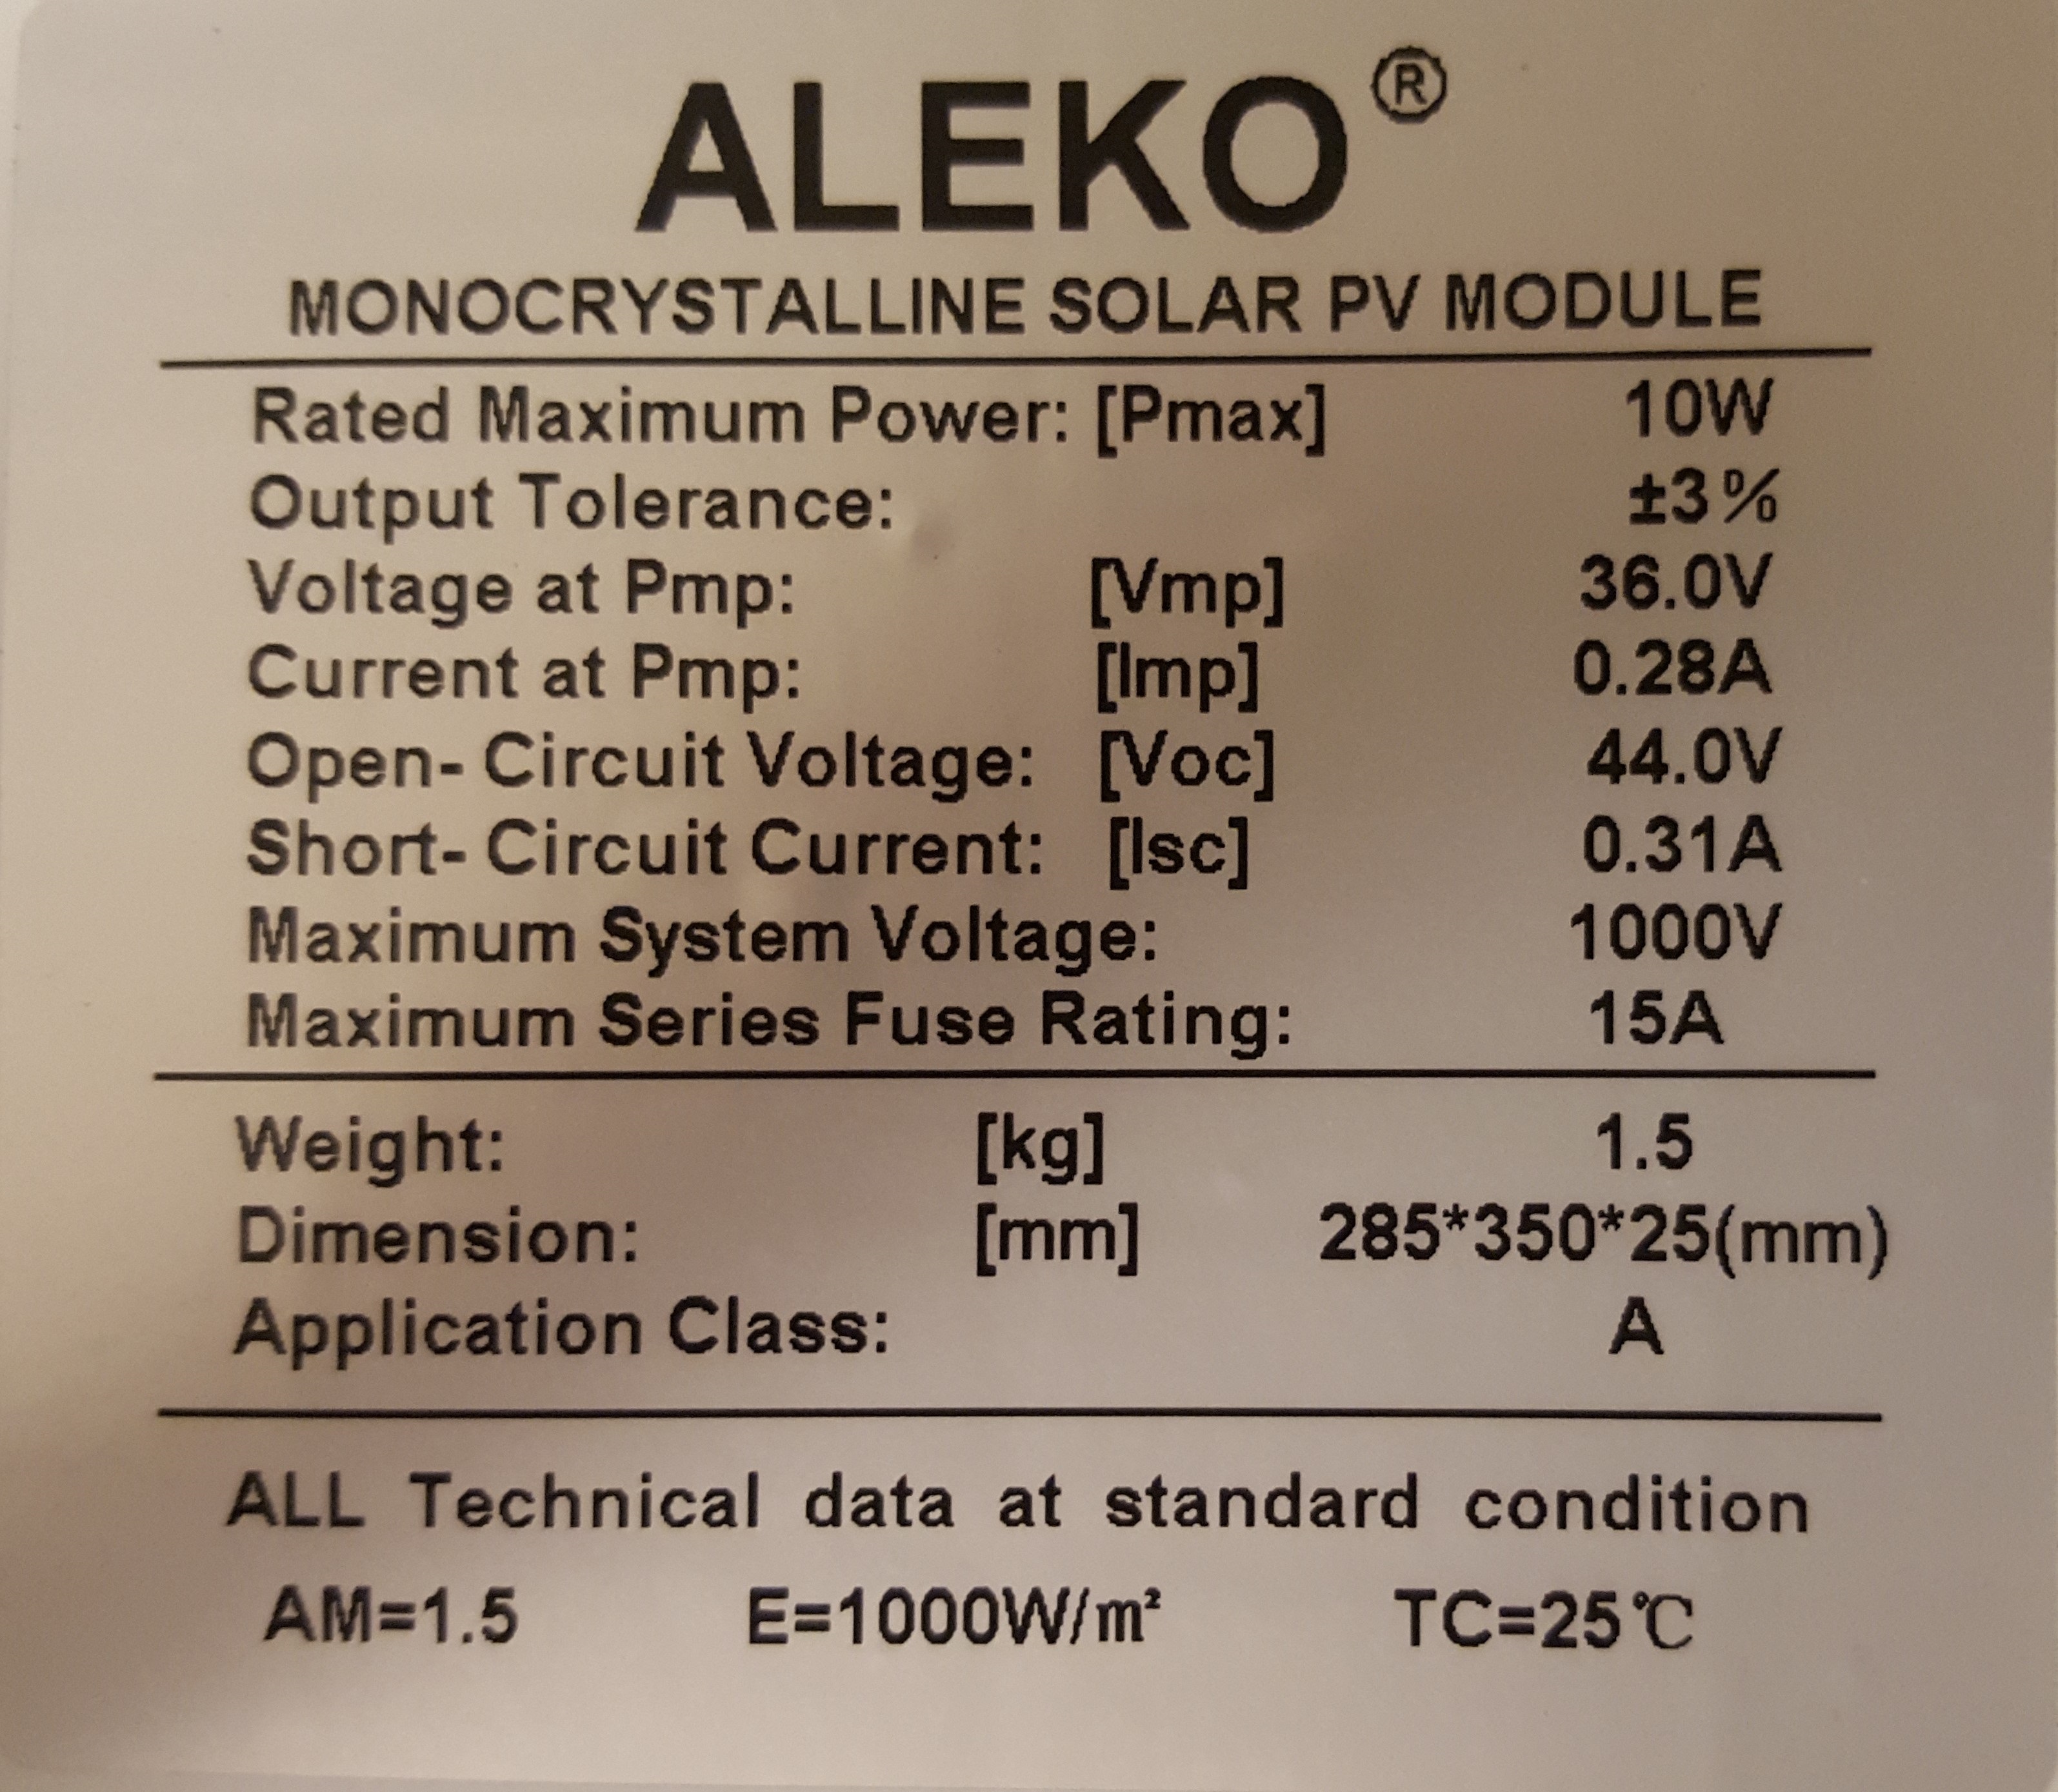 ALEKO®
MONOCRYSTALLINE SOLAR PV MODULE
Rated Maximum Power: [Pmax] 10W
Output Tolerance: ±3%
Voltage at Pmp: [Vmp] 36.0V
Current at Pmp: [Imp] 0.28A
Open- Circuit Voltage: [Voc] 44.0V
Short- Circuit Current: [Isc] 0.31A
Maximum System Voltage: 1000V
Maximum Series Fuse Rating: 15A
Weight: [kg] 1.5
Dimension: [mm] 285*350*25(mm)
Application Class: A
ALL Technical data at standard condition
AM=1.5 E=1000W/m² TC=25℃